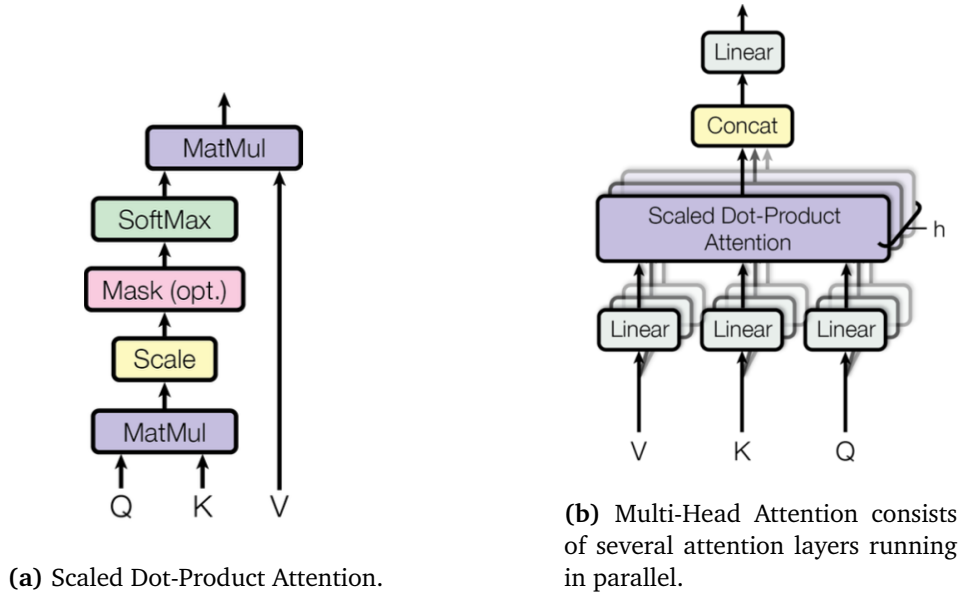 MatMul
SoftMax
Mask (opt.)
Scale
MatMul
Q K V
(a) Scaled Dot-Product Attention.
Linear
Concat
Scaled Dot-Product
Attention
h
Linear Linear Linear
V K Q
(b) Multi-Head Attention consists
of several attention layers running
in parallel.